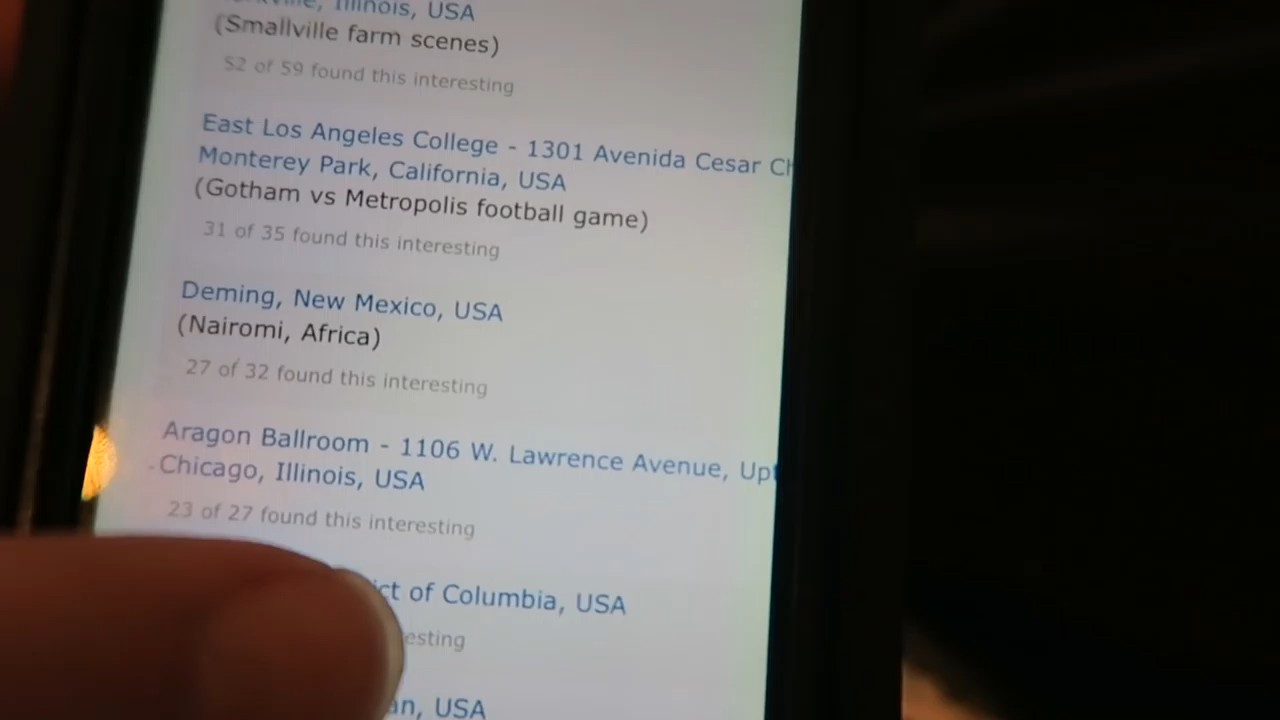 Illinois, USA
(Smallville farm scenes)
52 of 59 found this interesting
East Los Angeles College - 1301 Avenida Cesar
Monterey Park, California, USA
(Gotham vs Metropolis football game)
31 of 35 found this interesting
Deming, New Mexico, USA
(Nairomi, Africa)
27 of 32 found this interesting
Aragon Ballroom - 1106 W. Lawrence Avenue,
Chicago, Illinois, USA
23 of 27 found this interesting
of Columbia, USA
USA